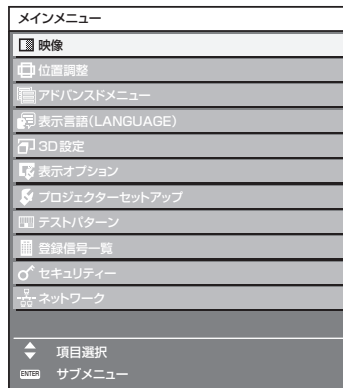 メインメニュー
映像
位置調整
アドバンスドメニュー
表示言語(LANGUAGE)
3D設定
表示オプション
プロジェクターセットアップ
テストパターン
登録信号一覧
セキュリティー
ネットワーク
項目選択
ENTER サブメニュー